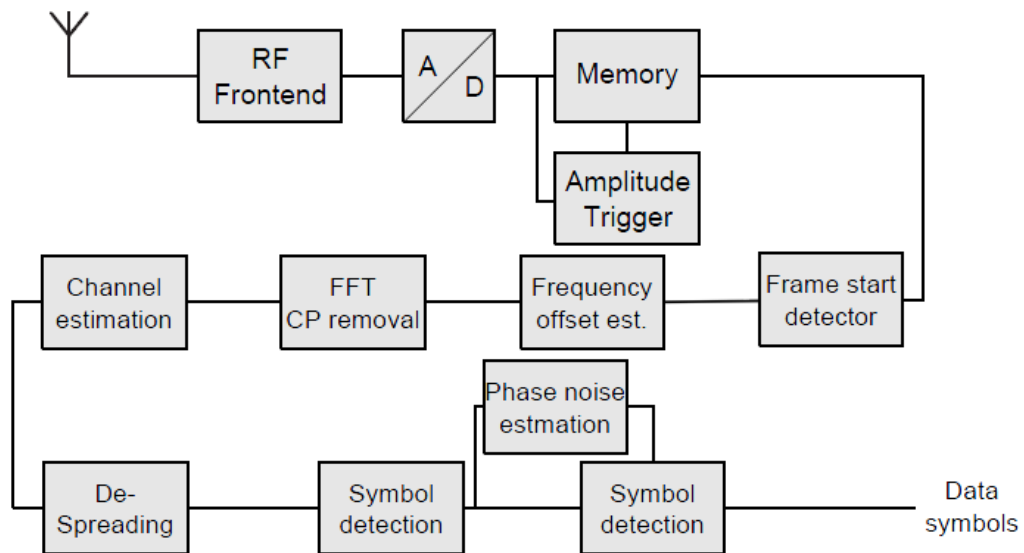 RF
Frontend
A
D
Memory
Amplitude
Trigger
Channel
estimation
FFT
CP removal
Frequency
offset est.
Frame start
detector
Phase noise
estmation
De-
Spreading
Symbol
detection
Symbol
detection
Data
symbols